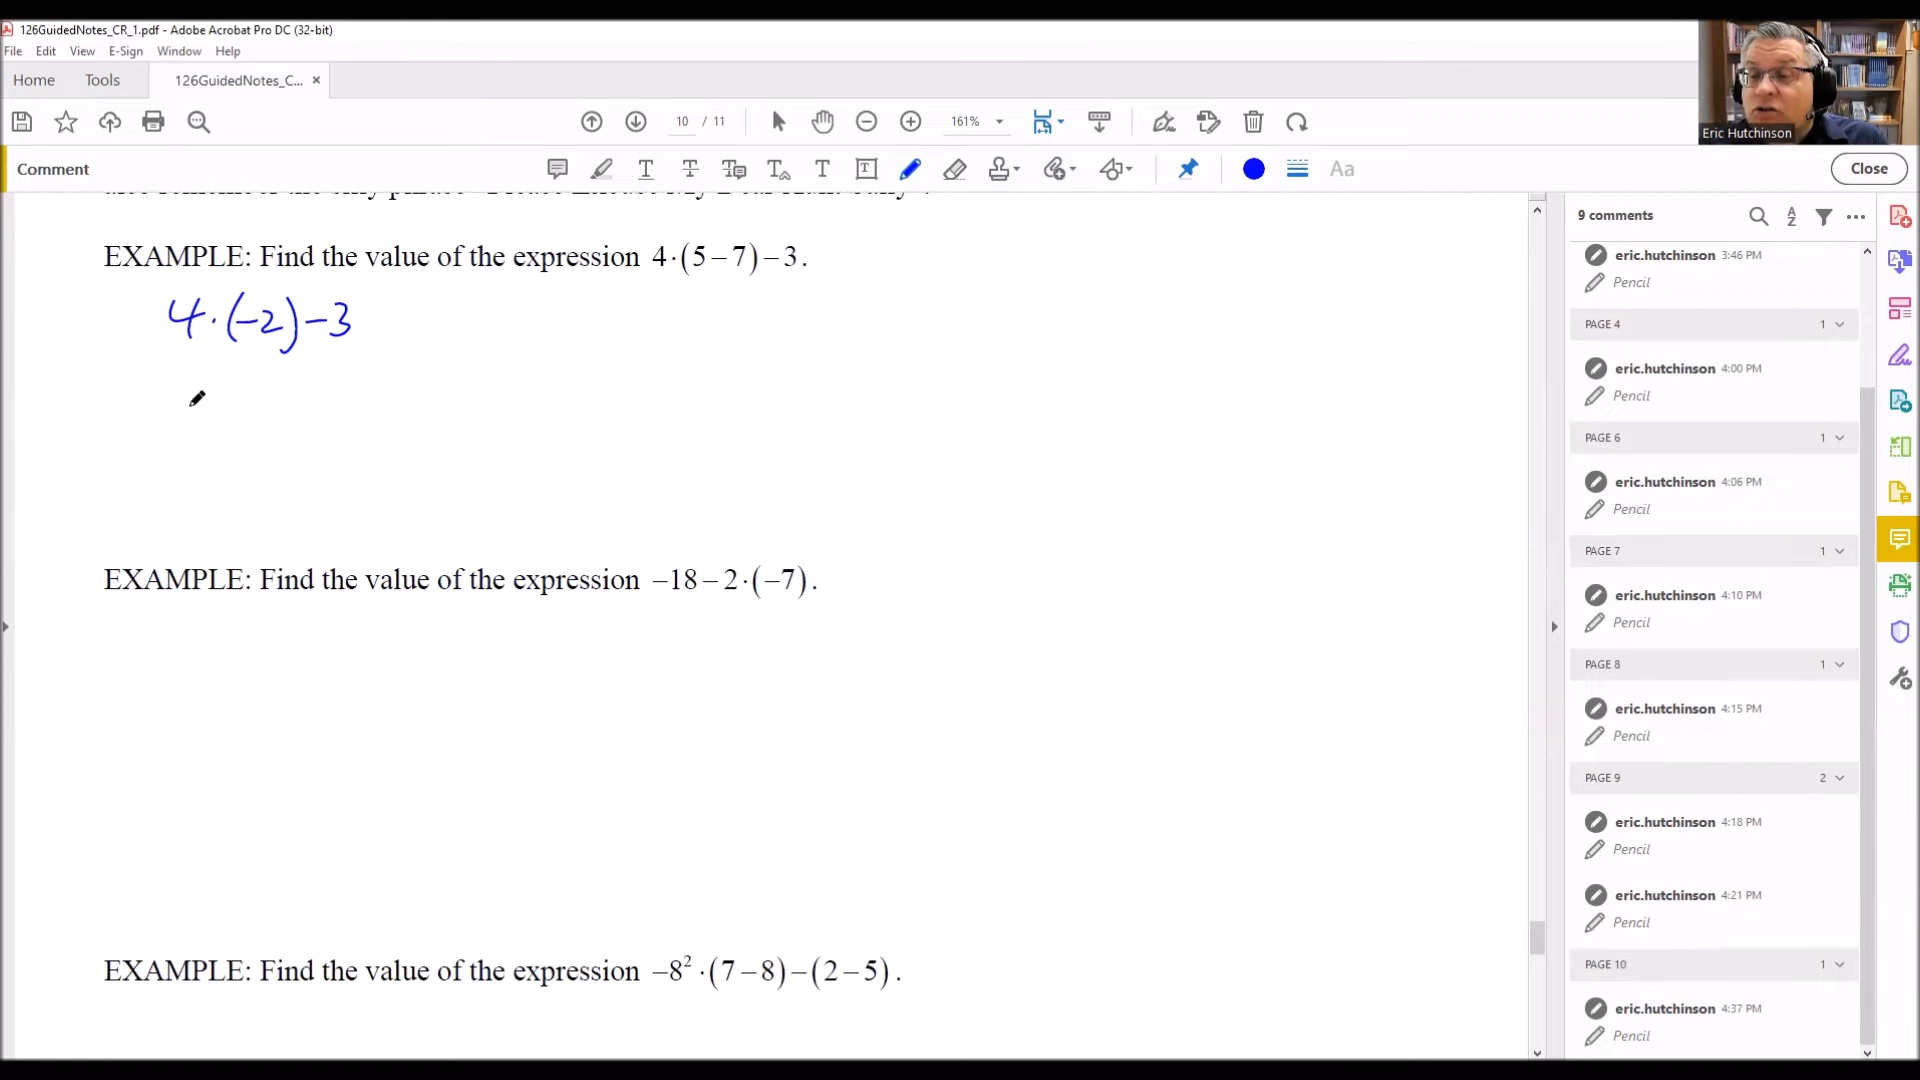 126GuidedNotes_CR_1.pdf - Adobe Acrobat Pro DC (32-bit)
File Edit View E-Sign Window Help
Home Tools 126GuidedNotes_C... ×
10 / 11 161%
Comment Aa Close
Eric Hutchinson
EXAMPLE: Find the value of the expression 4·(5−7)−3.
4·(-2)-3
EXAMPLE: Find the value of the expression −18−2·(−7).
EXAMPLE: Find the value of the expression −8²·(7−8)−(2−5).
9 comments
eric.hutchinson 3:46 PM
Pencil
PAGE 4 1
eric.hutchinson 4:00 PM
Pencil
PAGE 6 1
eric.hutchinson 4:06 PM
Pencil
PAGE 7 1
eric.hutchinson 4:10 PM
Pencil
PAGE 8 1
eric.hutchinson 4:15 PM
Pencil
PAGE 9 2
eric.hutchinson 4:18 PM
Pencil
eric.hutchinson 4:21 PM
Pencil
PAGE 10 1
eric.hutchinson 4:37 PM
Pencil